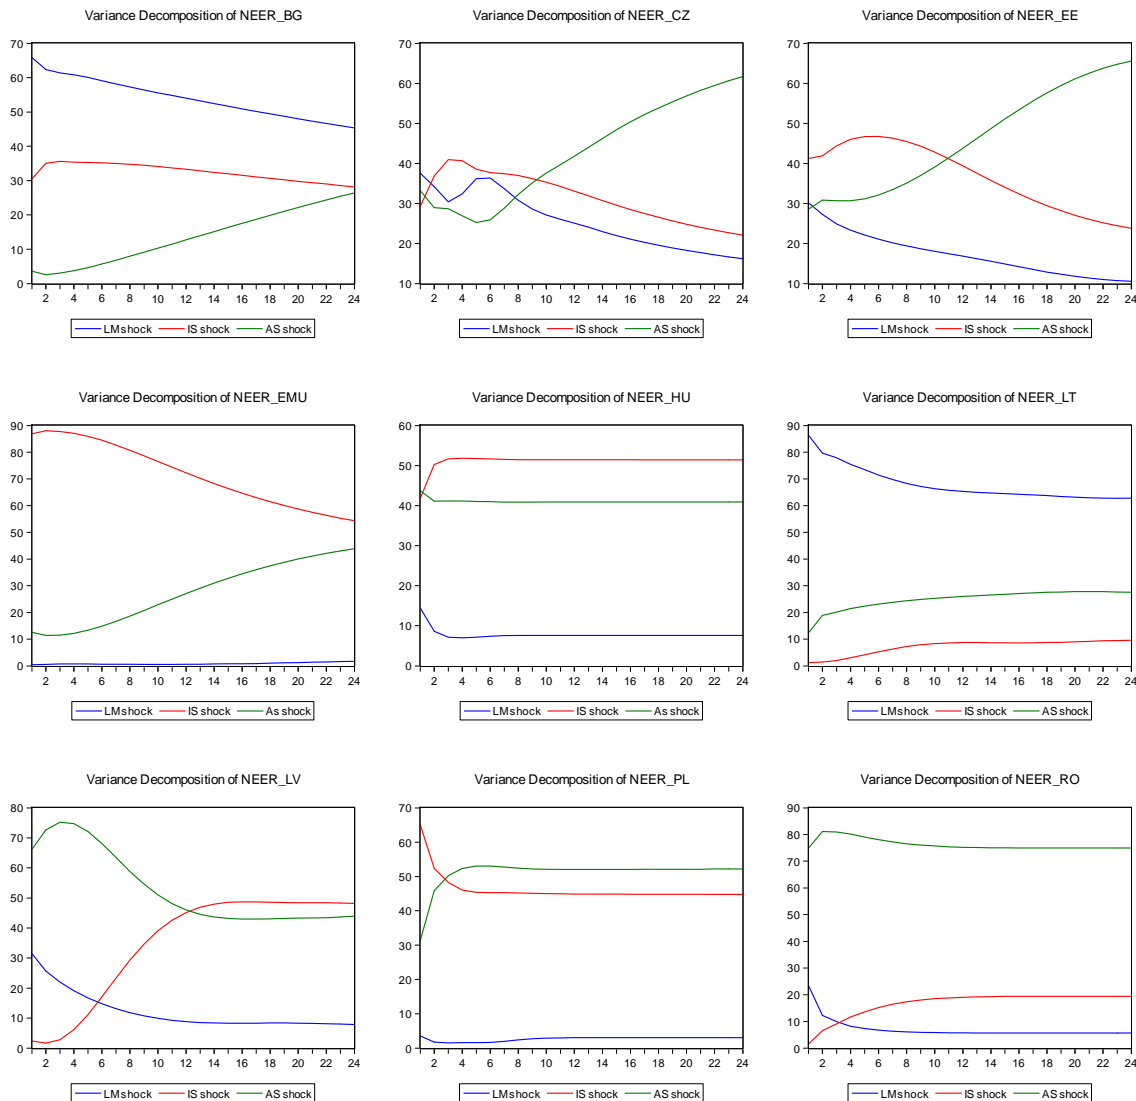 Variance Decomposition of NEER_BG
70
60
50
40
30
20
10
0
2 4 6 8 10 12 14 16 18 20 22 24
LM shock IS shock AS shock
Variance Decomposition of NEER_CZ
70
60
50
40
30
20
10
2 4 6 8 10 12 14 16 18 20 22 24
LM shock IS shock AS shock
Variance Decomposition of NEER_EE
70
60
50
40
30
20
10
2 4 6 8 10 12 14 16 18 20 22 24
LM shock IS shock AS shock
Variance Decomposition of NEER_EMU
90
80
70
60
50
40
30
20
10
0
2 4 6 8 10 12 14 16 18 20 22 24
LM shock IS shock As shock
Variance Decomposition of NEER_HU
60
50
40
30
20
10
0
2 4 6 8 10 12 14 16 18 20 22 24
LM shock IS shock As shock
Variance Decomposition of NEER_LT
90
80
70
60
50
40
30
20
10
0
2 4 6 8 10 12 14 16 18 20 22 24
LM shock IS shock AS shock
Variance Decomposition of NEER_LV
80
70
60
50
40
30
20
10
0
2 4 6 8 10 12 14 16 18 20 22 24
LM shock IS shock AS shock
Variance Decomposition of NEER_PL
70
60
50
40
30
20
10
0
2 4 6 8 10 12 14 16 18 20 22 24
LM shock IS shock AS shock
Variance Decomposition of NEER_RO
90
80
70
60
50
40
30
20
10
0
2 4 6 8 10 12 14 16 18 20 22 24
LM shock IS shock AS shock